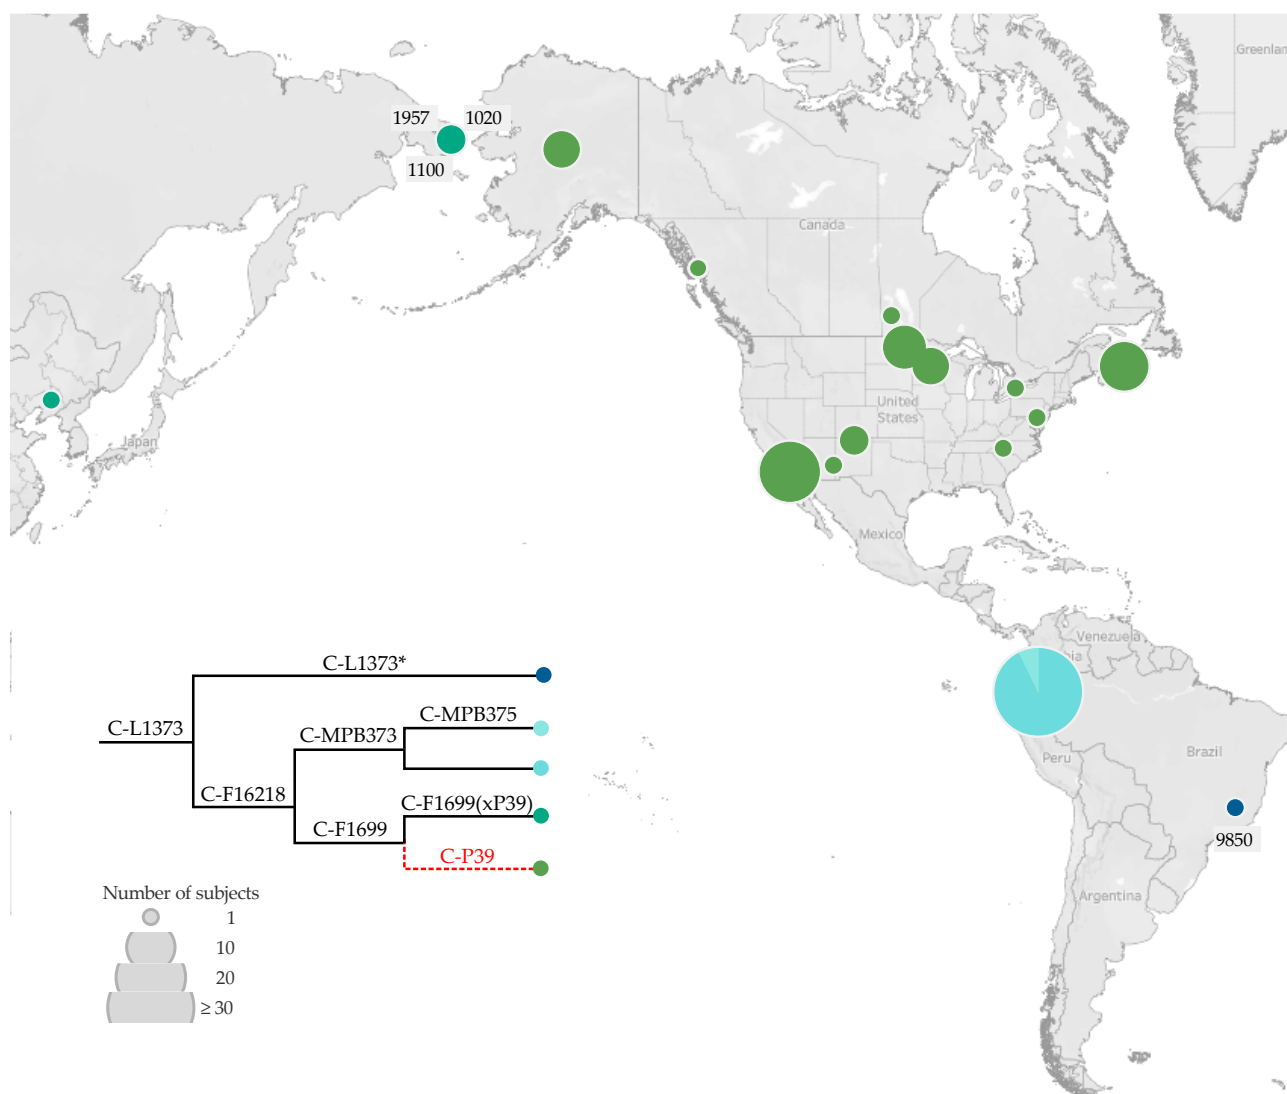 Greenlan
1957
1020
1100
Canada
United
States
Japan
Mexico
Venezuela
bia
C-L1373*
C-MPB375
C-L1373
C-MPB373
Peru
Brazil
C-F16218
C-F1699(xP39)
C-F1699
9850
C-P39
Number of subjects
Argentina
1
10
20
≥ 30